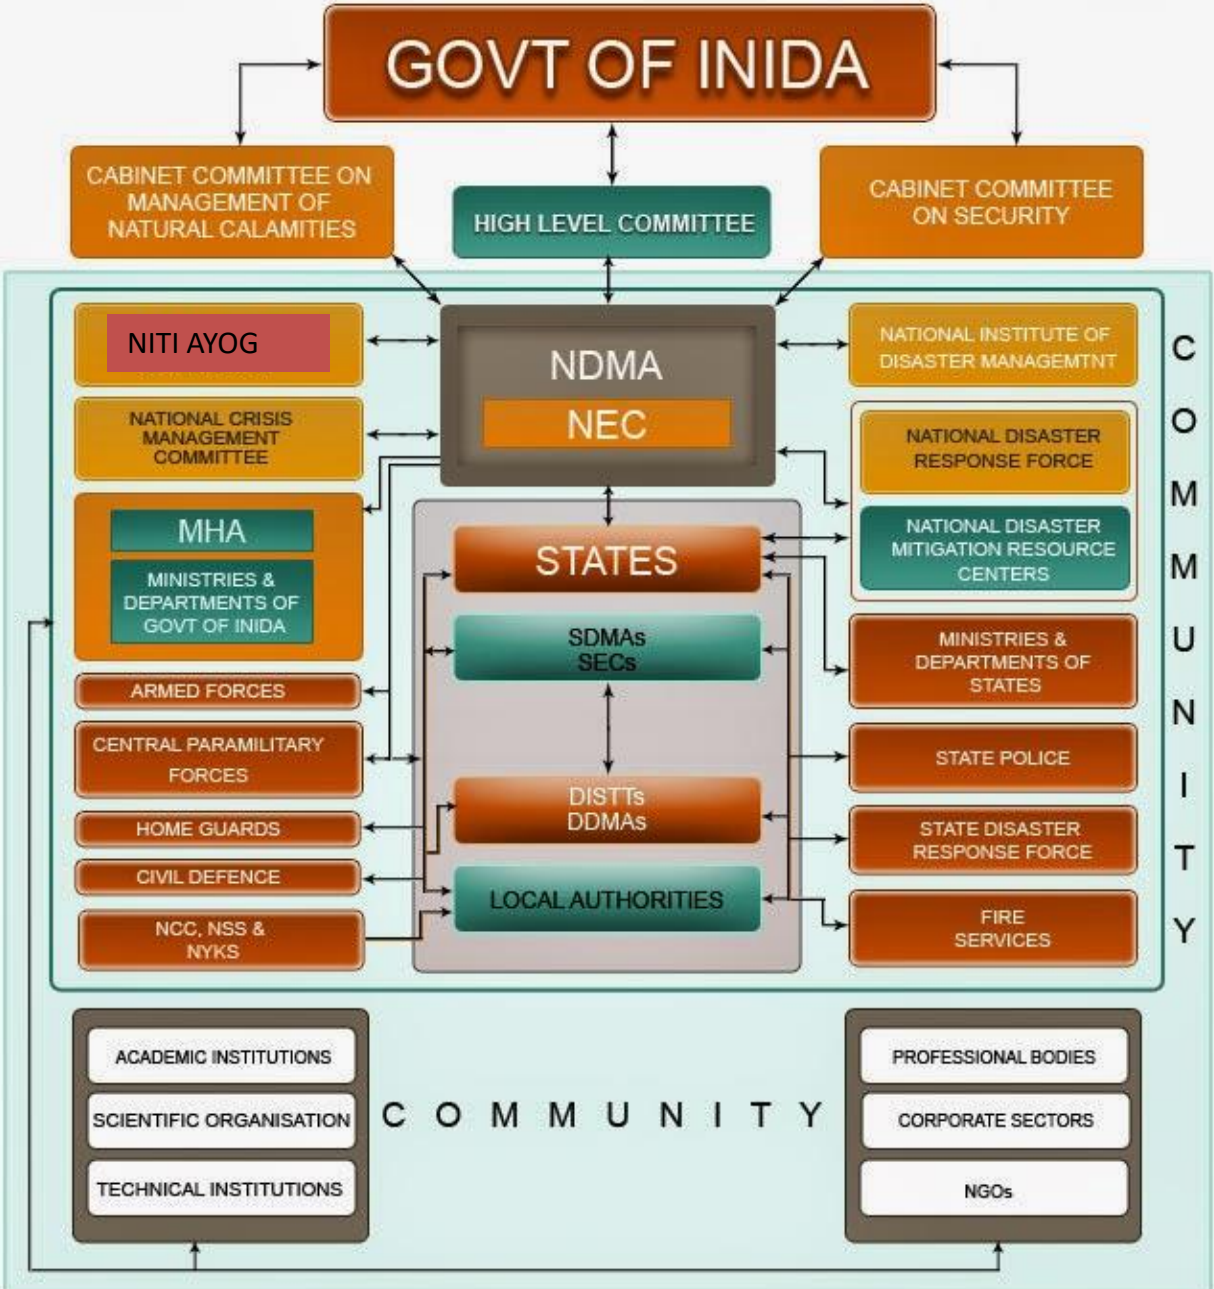 GOVT OF INIDA
CABINET COMMITTEE ON
MANAGEMENT OF
NATURAL CALAMITIES
HIGH LEVEL COMMITTEE
CABINET COMMITTEE
ON SECURITY
NITI AYOG
NDMA
NEC
NATIONAL INSTITUTE OF
DISASTER MANAGEMTNT
NATIONAL CRISIS
MANAGEMENT
COMMITTEE
NATIONAL DISASTER
RESPONSE FORCE
MHA
MINISTRIES &
DEPARTMENTS OF
GOVT OF INIDA
STATES
NATIONAL DISASTER
MITIGATION RESOURCE
CENTERS
SDMAs
SECs
MINISTRIES &
DEPARTMENTS OF
STATES
ARMED FORCES
CENTRAL PARAMILITARY
FORCES
STATE POLICE
DISTTs
DDMAs
HOME GUARDS
STATE DISASTER
RESPONSE FORCE
CIVIL DEFENCE
LOCAL AUTHORITIES
NCC, NSS &
NYKS
FIRE
SERVICES
COMMUNITY
ACADEMIC INSTITUTIONS
SCIENTIFIC ORGANISATION
TECHNICAL INSTITUTIONS
COMMUNITY
PROFESSIONAL BODIES
CORPORATE SECTORS
NGOs